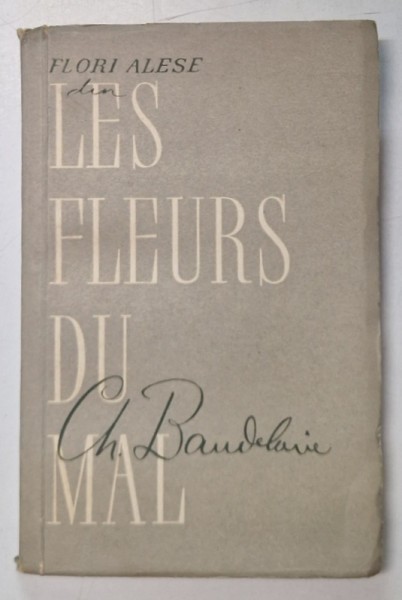 FLORI ALESE
din
LES
FLEURS
DU
Ch. Baudelaire
MAL